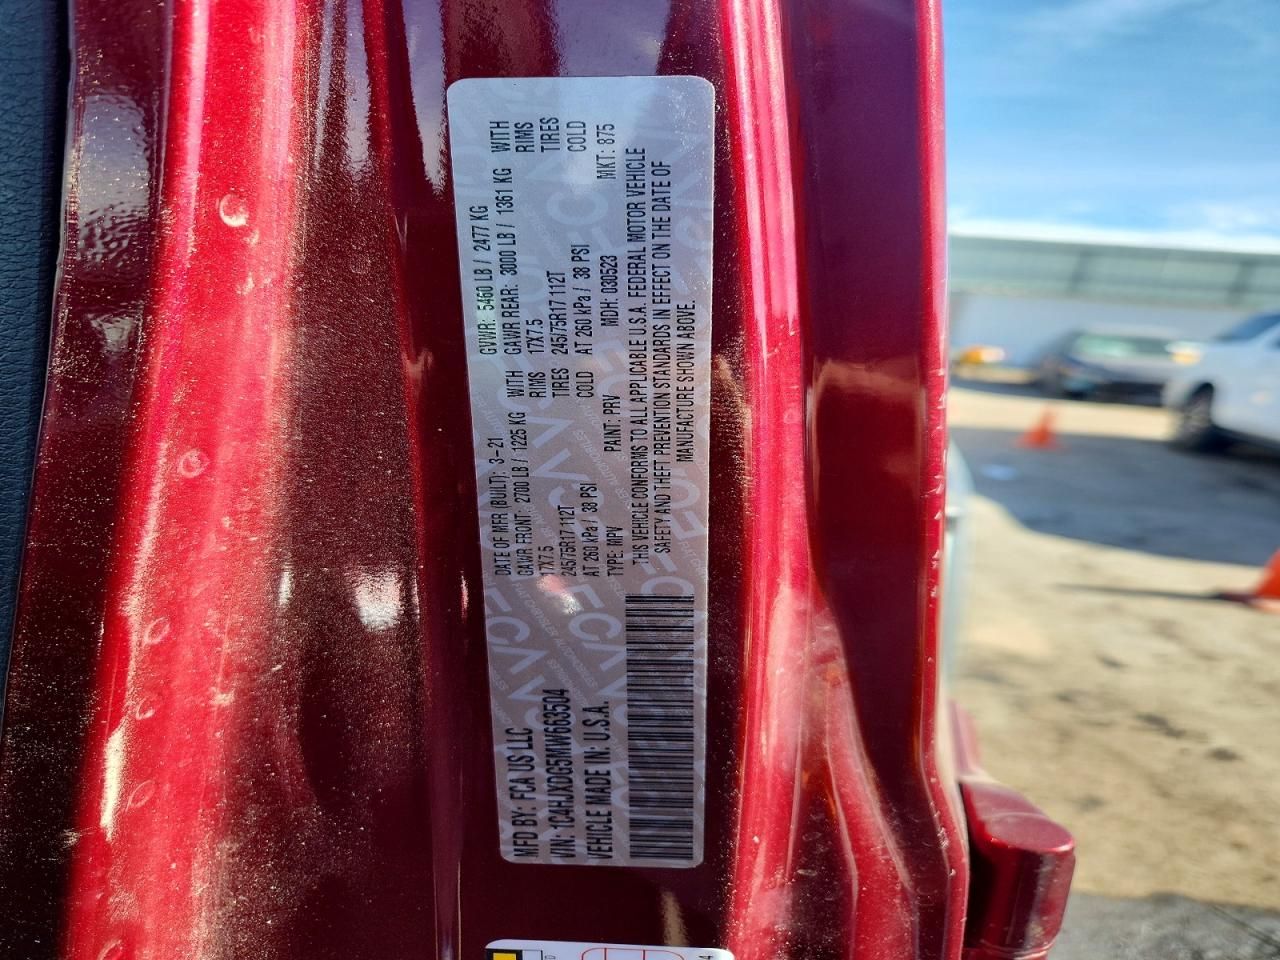 MFD BY: FCA US LLC
DATE OF MFR (BUILT): 3-21
GVWR: 5460 LB / 2477 KG
GAWR FRONT: 2700 LB / 1225 KG WITH
GAWR REAR: 3000 LB / 1361 KG WITH
17X7.5 RIMS
17X7.5 RIMS
245/75R17 112T TIRES
245/75R17 112T TIRES
AT 260 kPa / 38 PSI COLD
AT 260 kPa / 38 PSI COLD
VIN: 1C4HJXDG5MW663504
TYPE: MPV PAINT: PRV MDH: 030523 MKT: 875
VEHICLE MADE IN: U.S.A.
THIS VEHICLE CONFORMS TO ALL APPLICABLE U.S.A. FEDERAL MOTOR VEHICLE
SAFETY AND THEFT PREVENTION STANDARDS IN EFFECT ON THE DATE OF
MANUFACTURE SHOWN ABOVE.